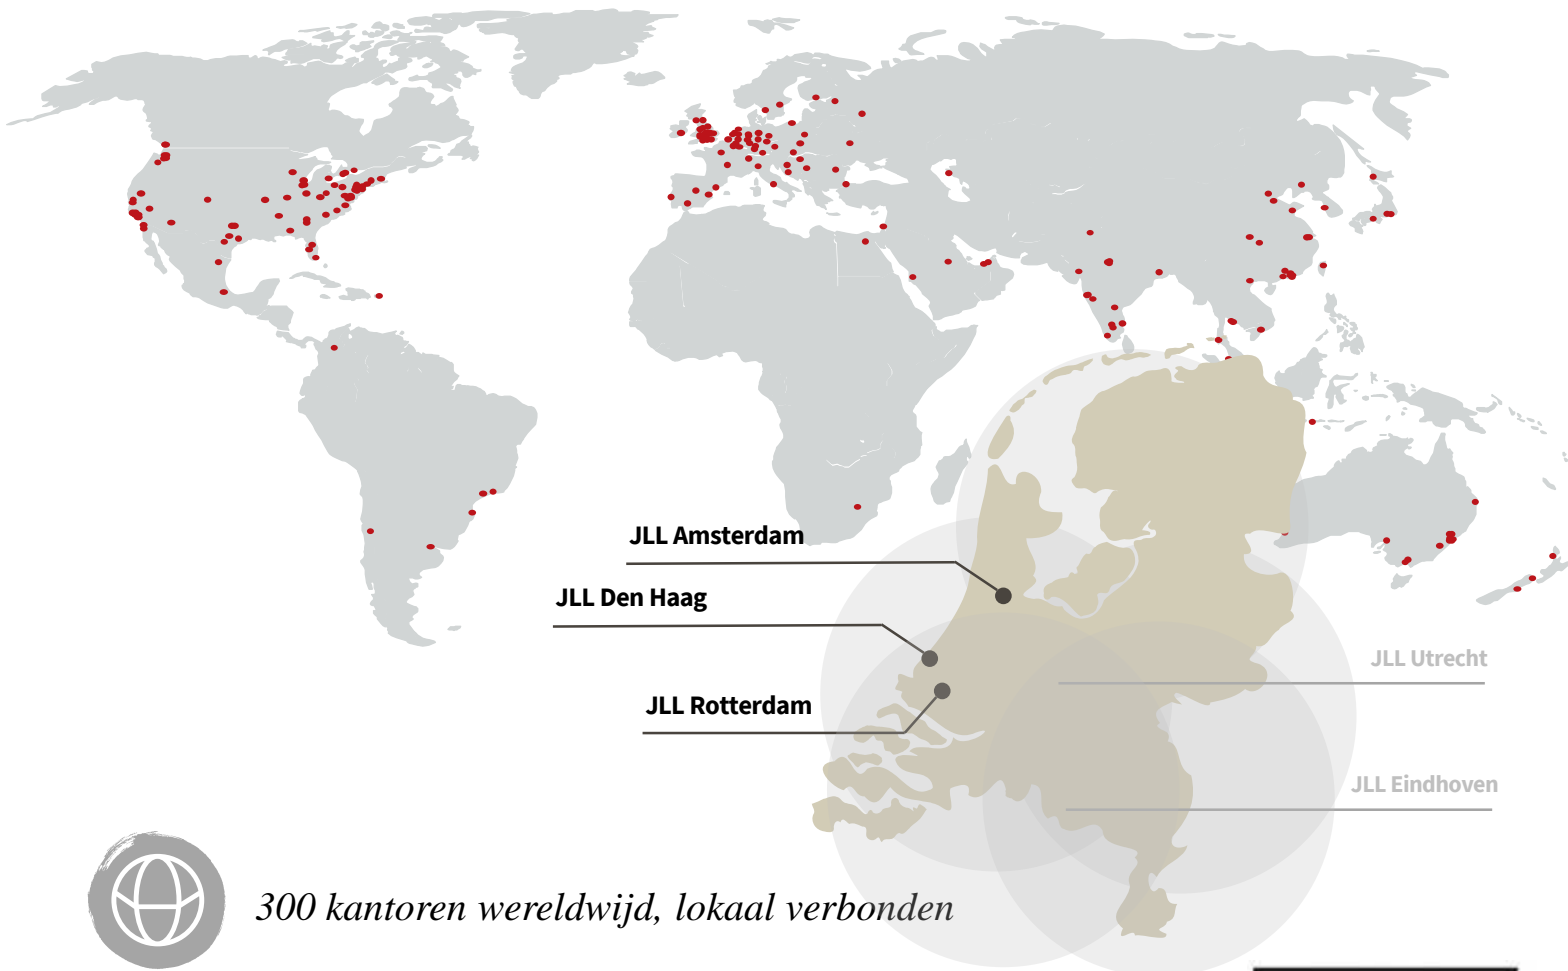 JLL Amsterdam
JLL Den Haag
JLL Utrecht
JLL Rotterdam
JLL Eindhoven
300 kantoren wereldwijd, lokaal verbonden